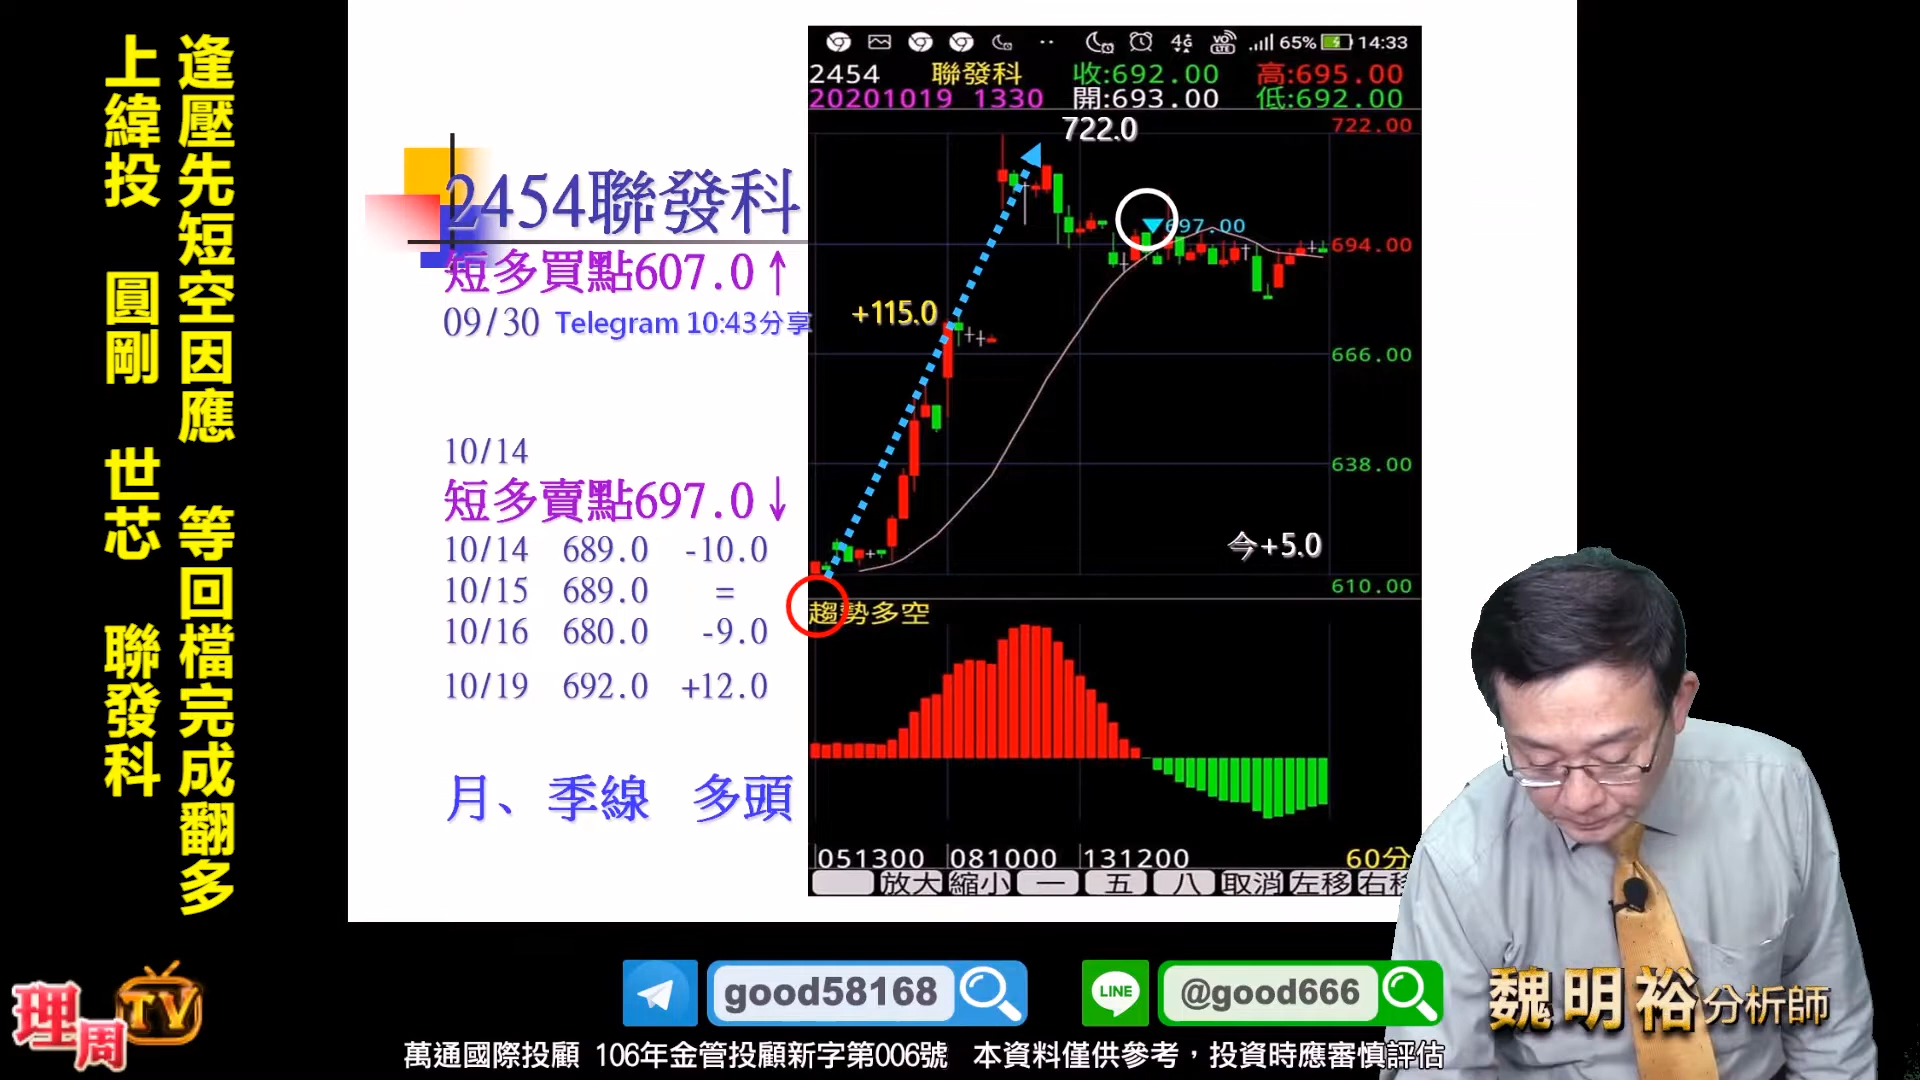 逢壓先短空因應 等回檔完成翻多
上緯投 圓剛 世芯 聯發科
2454聯發科
短多買點607.0↑
09/30 Telegram 10:43分享
10/14
短多賣點697.0↓
10/14 689.0 -10.0
10/15 689.0 =
10/16 680.0 -9.0
10/19 692.0 +12.0
月、季線 多頭
4G VO LTE 65% 14:33
2454 聯發科 收:692.00 高:695.00
20201019 1330 開:693.00 低:692.00
722.0
722.00
697.00
694.00
+115.0
666.00
638.00
今+5.0
610.00
趨勢多空
051300 081000 131200 60分
放大 縮小 一 五 八 取消 左移 右移
理周TV
good58168
LINE @good666
魏明裕分析師
萬通國際投顧 106年金管投顧新字第006號 本資料僅供參考，投資時應審慎評估